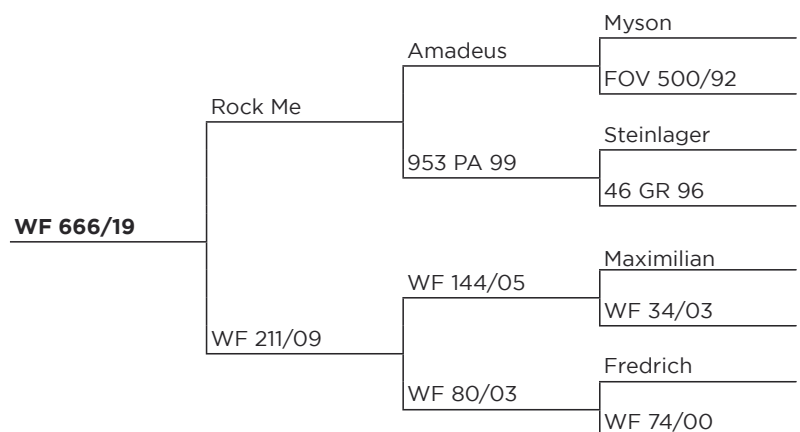 Myson
Amadeus
FOV 500/92
Rock Me
Steinlager
953 PA 99
46 GR 96
WF 666/19
Maximilian
WF 144/05
WF 34/03
WF 211/09
Fredrich
WF 80/03
WF 74/00